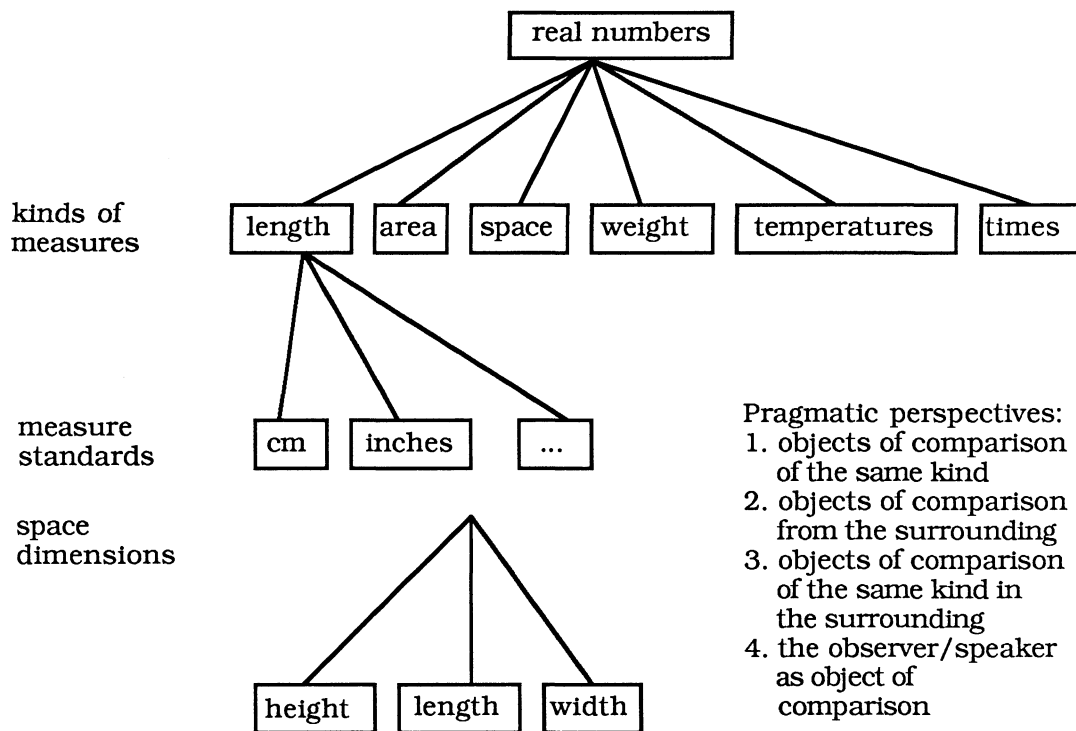 real numbers
kinds of
measures
length area space weight temperatures times
measure
standards
cm inches ...
space
dimensions
height length width
Pragmatic perspectives:
1. objects of comparison
of the same kind
2. objects of comparison
from the surrounding
3. objects of comparison
of the same kind in
the surrounding
4. the observer/speaker
as object of
comparison